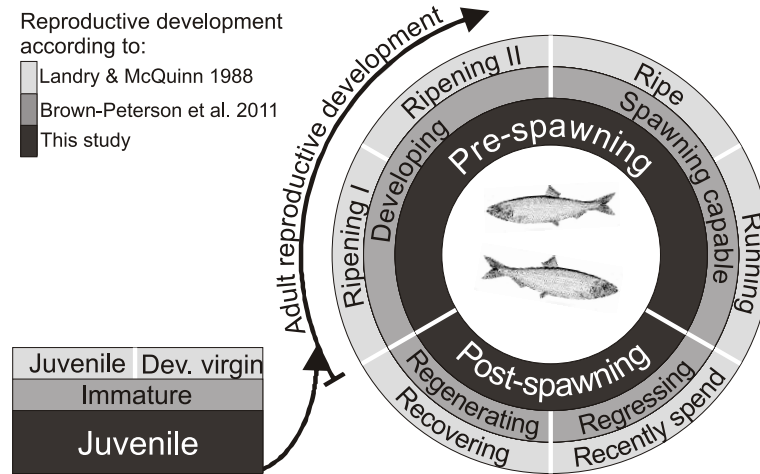 Reproductive development
according to:
Landry & McQuinn 1988
Brown-Peterson et al. 2011
This study
Adult reproductive development
Ripening I
Ripening II
Ripe
Running
Developing
Spawning capable
Pre-spawning
Post-spawning
Regenerating
Regressing
Recovering
Recently spend
Juvenile
Dev. virgin
Immature
Juvenile